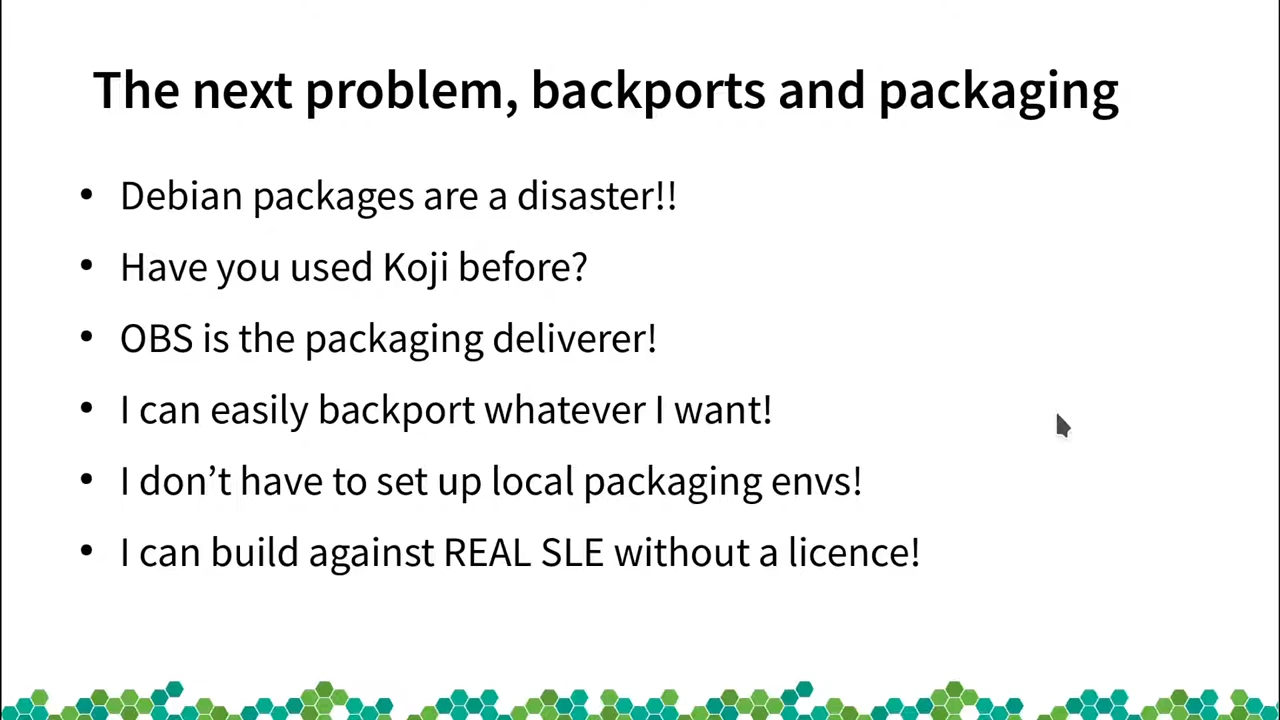 The next problem, backports and packaging
• Debian packages are a disaster!!
• Have you used Koji before?
• OBS is the packaging deliverer!
• I can easily backport whatever I want!
• I don’t have to set up local packaging envs!
• I can build against REAL SLE without a licence!